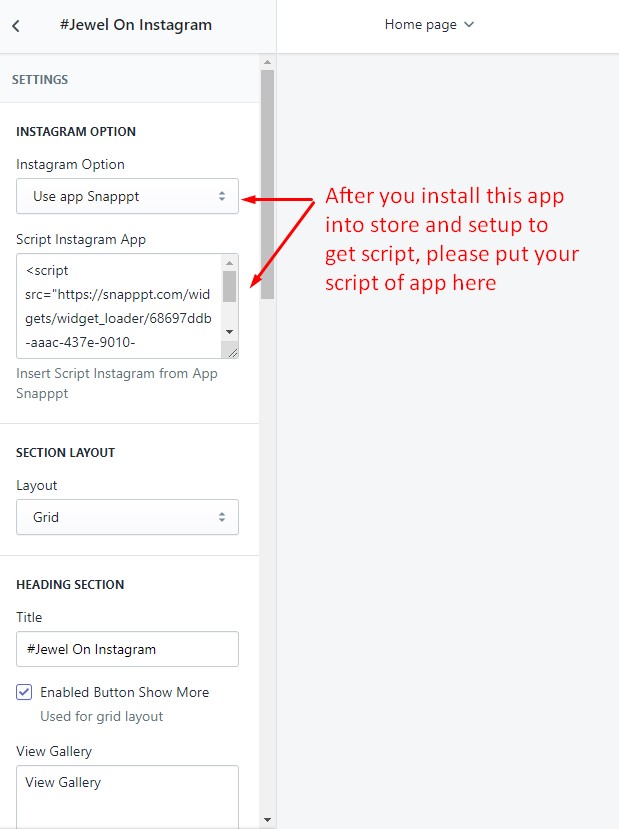 #Jewel On Instagram
Home page
SETTINGS
INSTAGRAM OPTION
Instagram Option
Use app Snapppt
Script Instagram App
<script
src="https://snapppt.com/wid
gets/widget_loader/68697ddb
-aaac-437e-9010-
Insert Script Instagram from App
Snapppt
After you install this app
into store and setup to
get script, please put your
script of app here
SECTION LAYOUT
Layout
Grid
HEADING SECTION
Title
#Jewel On Instagram
Enabled Button Show More
Used for grid layout
View Gallery
View Gallery